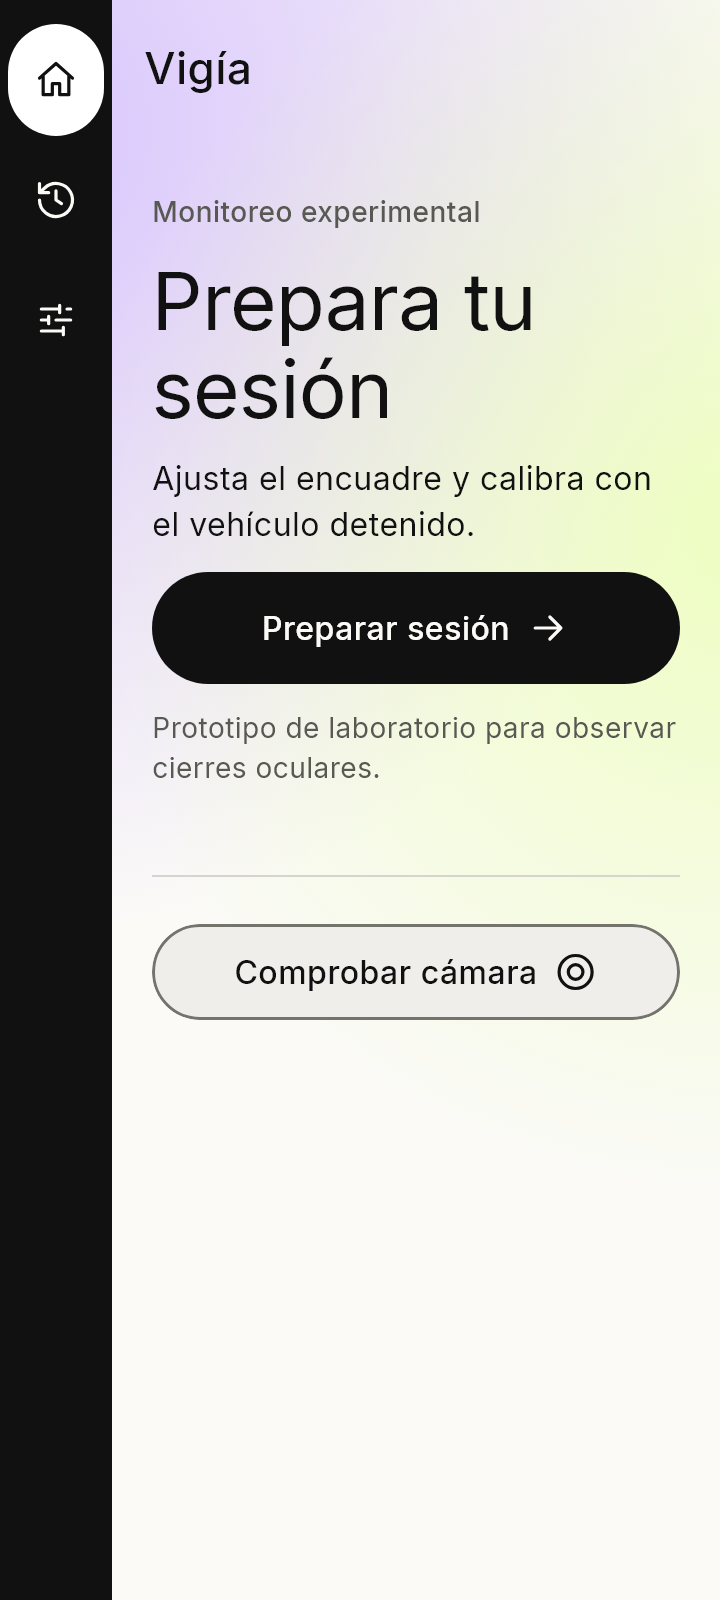 Vigía
Monitoreo experimental
Prepara tu
sesión
Ajusta el encuadre y calibra con
el vehículo detenido.
Preparar sesión
Prototipo de laboratorio para observar
cierres oculares.
Comprobar cámara